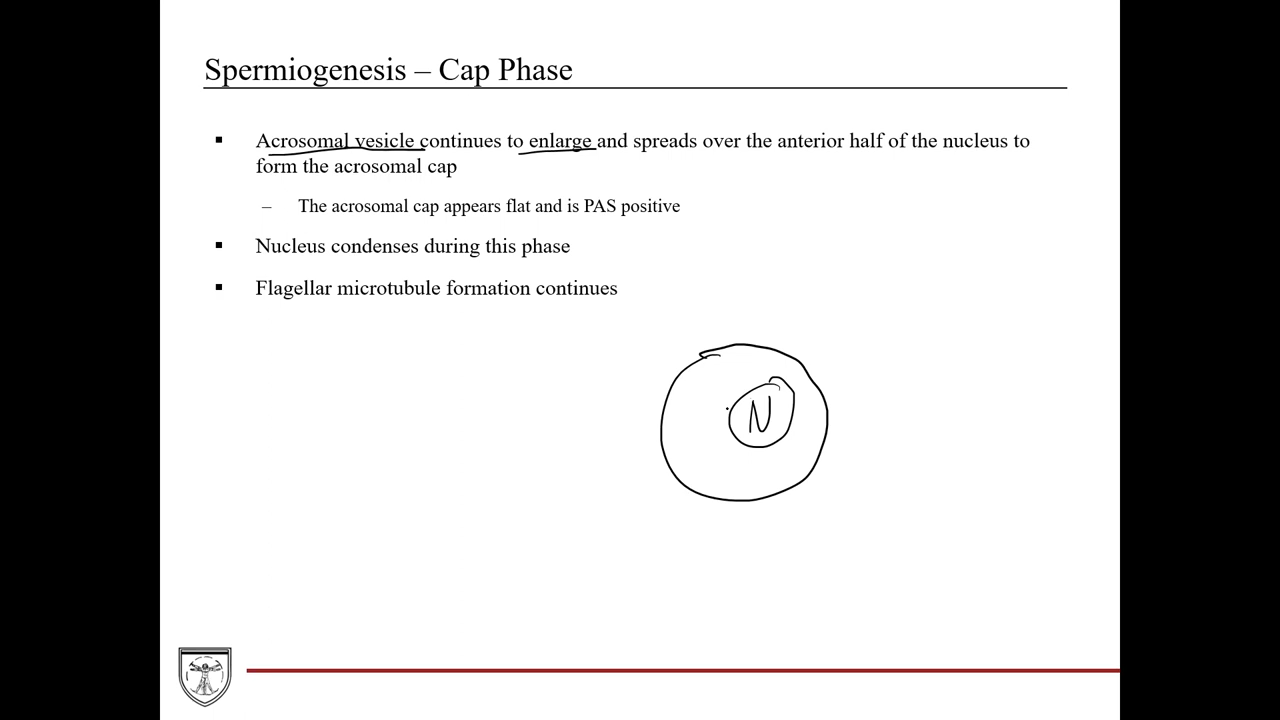 Spermiogenesis – Cap Phase
▪ Acrosomal vesicle continues to enlarge and spreads over the anterior half of the nucleus to
form the acrosomal cap
– The acrosomal cap appears flat and is PAS positive
▪ Nucleus condenses during this phase
▪ Flagellar microtubule formation continues
N